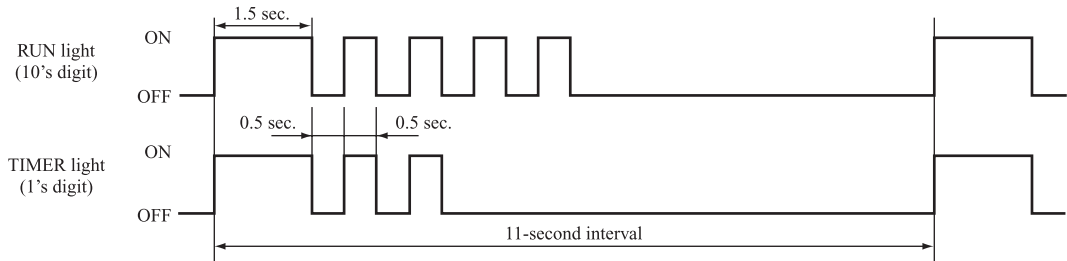 1.5 sec.
RUN light
(10’s digit)
ON
OFF
0.5 sec.
0.5 sec.
TIMER light
(1’s digit)
ON
OFF
11-second interval